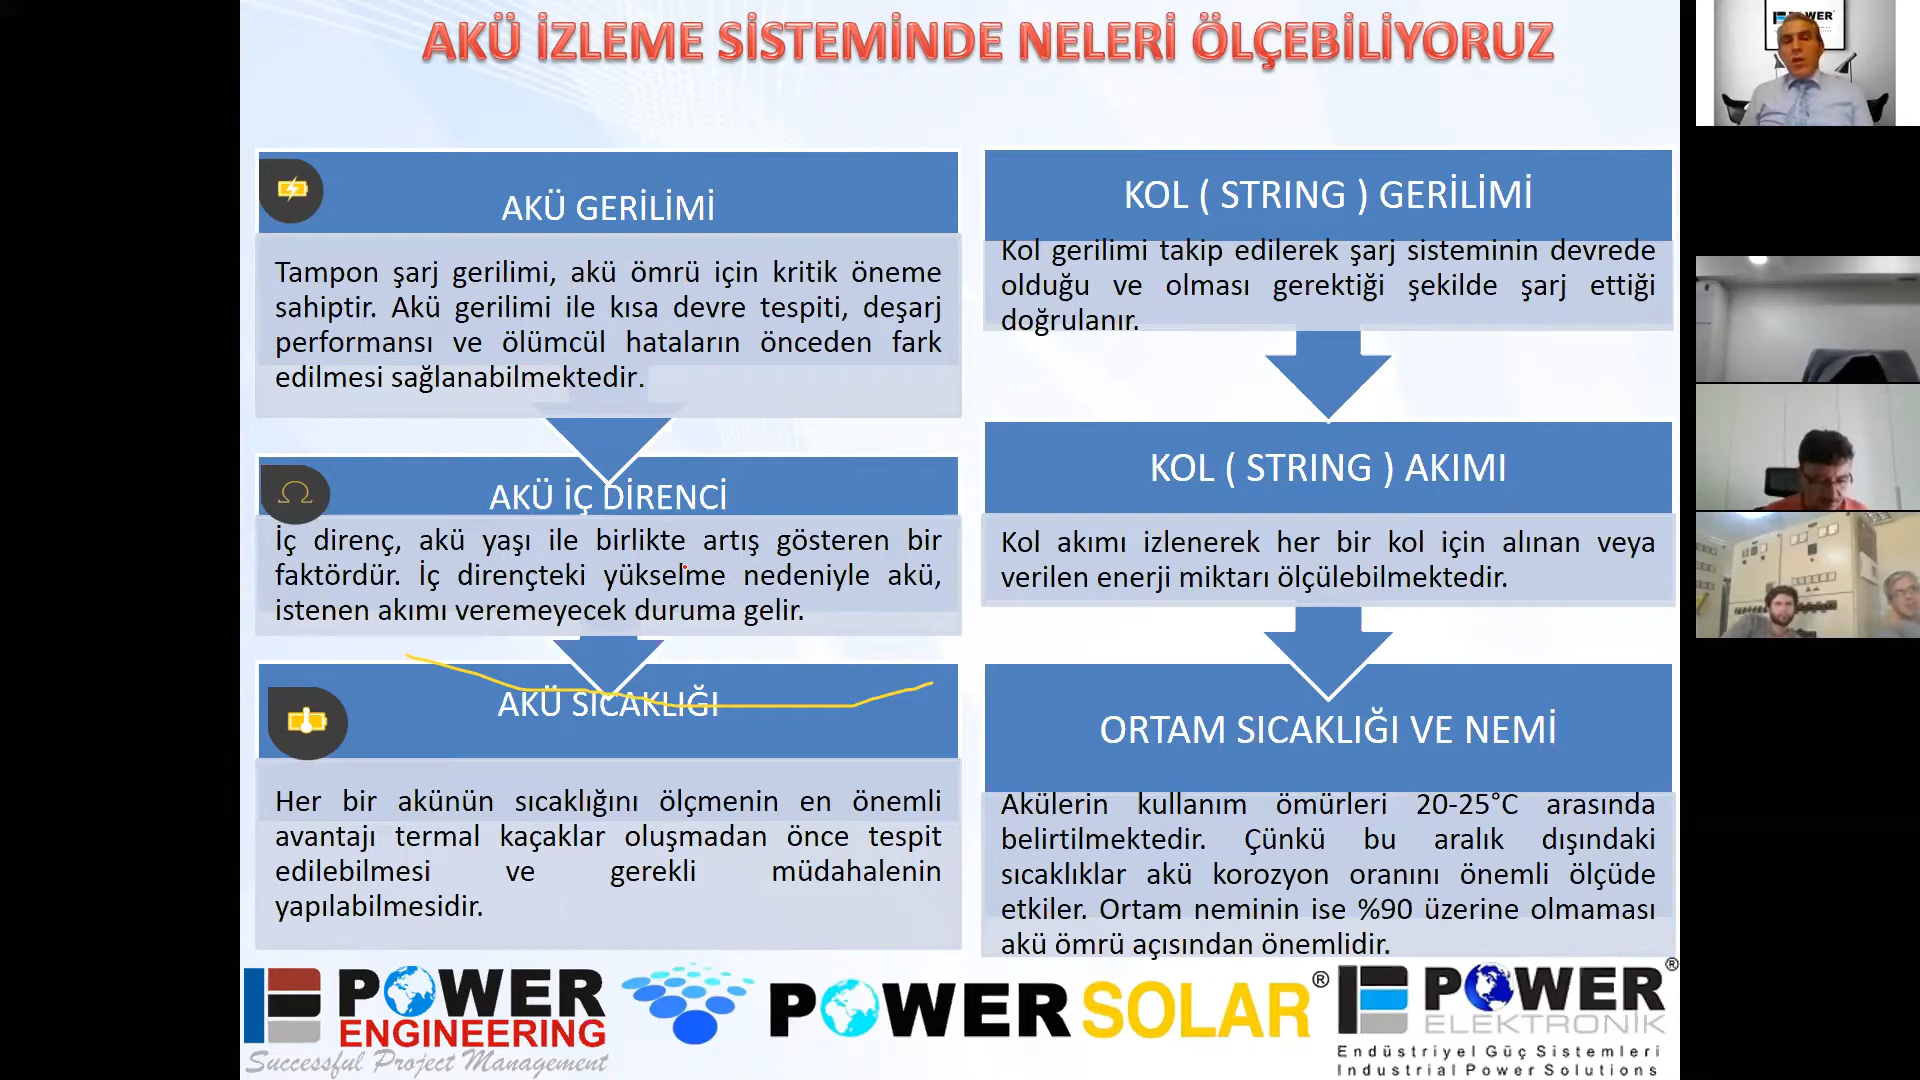 AKÜ İZLEME SİSTEMİNDE NELERİ ÖLÇEBİLİYORUZ
AKÜ GERİLİMİ
Tampon şarj gerilimi, akü ömrü için kritik öneme
sahiptir. Akü gerilimi ile kısa devre tespiti, deşarj
performansı ve ölümcül hataların önceden fark
edilmesi sağlanabilmektedir.
AKÜ İÇ DİRENCİ
İç direnç, akü yaşı ile birlikte artış gösteren bir
faktördür. İç dirençteki yükselme nedeniyle akü,
istenen akımı veremeyecek duruma gelir.
AKÜ SICAKLIĞI
Her bir akünün sıcaklığını ölçmenin en önemli
avantajı termal kaçaklar oluşmadan önce tespit
edilebilmesi ve gerekli müdahalenin
yapılabilmesidir.
KOL ( STRING ) GERİLİMİ
Kol gerilimi takip edilerek şarj sisteminin devrede
olduğu ve olması gerektiği şekilde şarj ettiği
doğrulanır.
KOL ( STRING ) AKIMI
Kol akımı izlenerek her bir kol için alınan veya
verilen enerji miktarı ölçülebilmektedir.
ORTAM SICAKLIĞI VE NEMİ
Akülerin kullanım ömürleri 20-25°C arasında
belirtilmektedir. Çünkü bu aralık dışındaki
sıcaklıklar akü korozyon oranını önemli ölçüde
etkiler. Ortam neminin ise %90 üzerine olmaması
akü ömrü açısından önemlidir.
POWER
ENGINEERING
Successful Project Management
POWER SOLAR®
POWER®
ELEKTRONİK
Endüstriyel Güç Sistemleri
Industrial Power Solutions